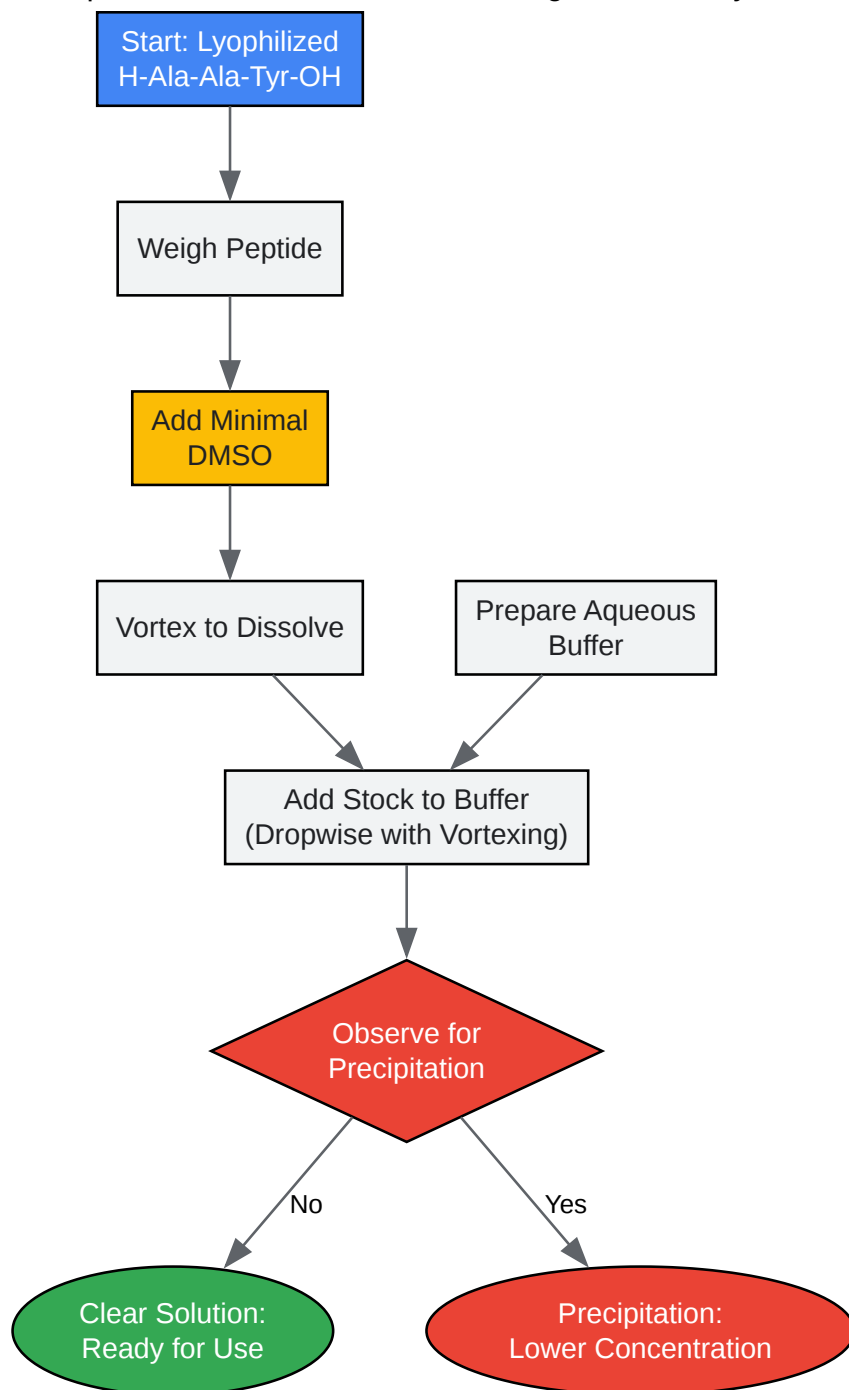 Start: Lyophilized
H-Ala-Ala-Tyr-OH
Weigh Peptide
Add Minimal
DMSO
Vortex to Dissolve
Prepare Aqueous
Buffer
Add Stock to Buffer
(Dropwise with Vortexing)
Observe for
Precipitation
No
Yes
Clear Solution:
Ready for Use
Precipitation:
Lower Concentration